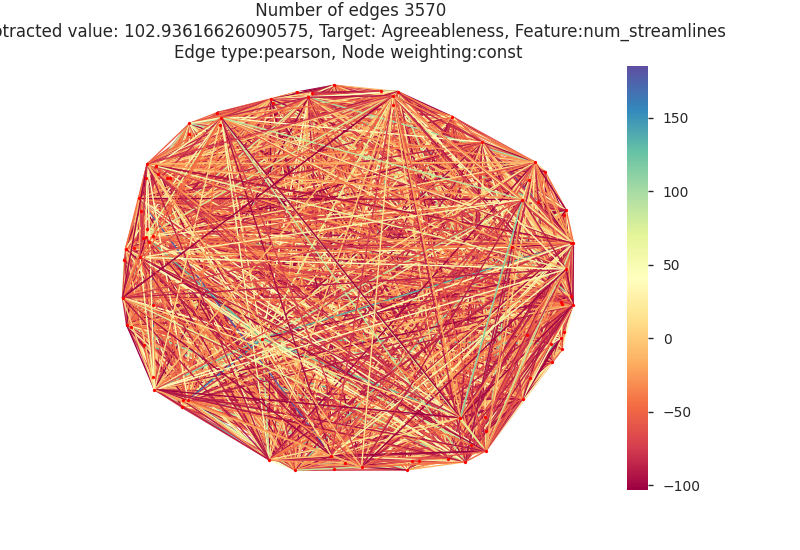 Number of edges 3570
otracted value: 102.93616626090575, Target: Agreeableness, Feature:num_streamlines
Edge type:pearson, Node weighting:const
150
100
50
0
−50
−100